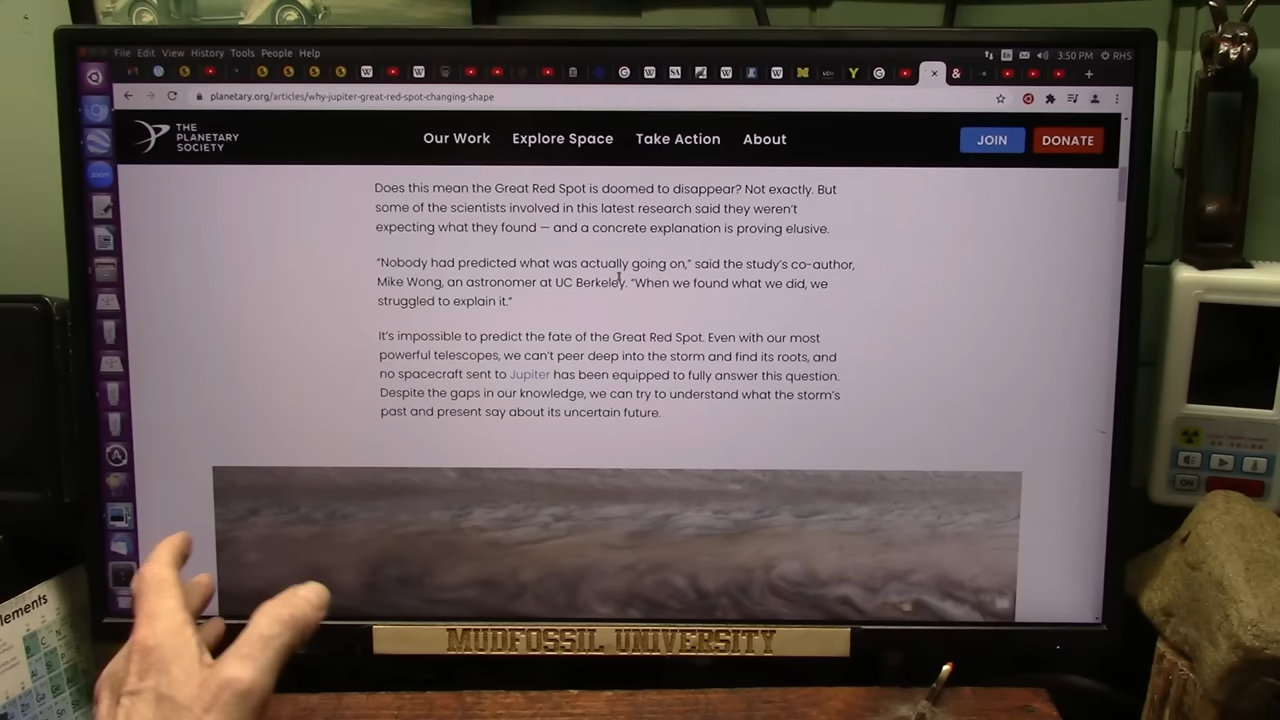 File Edit View History Tools People Help
3:50 PM RHS
planetary.org/articles/why-jupiter-great-red-spot-changing-shape
THE
PLANETARY
SOCIETY
Our Work Explore Space Take Action About
JOIN DONATE
Does this mean the Great Red Spot is doomed to disappear? Not exactly. But
some of the scientists involved in this latest research said they weren't
expecting what they found — and a concrete explanation is proving elusive.
“Nobody had predicted what was actually going on,” said the study's co-author,
Mike Wong, an astronomer at UC Berkeley. “When we found what we did, we
struggled to explain it.”
It's impossible to predict the fate of the Great Red Spot. Even with our most
powerful telescopes, we can't peer deep into the storm and find its roots, and
no spacecraft sent to Jupiter has been equipped to fully answer this question.
Despite the gaps in our knowledge, we can try to understand what the storm's
past and present say about its uncertain future.
zoom
lements
MUDFOSSIL UNIVERSITY